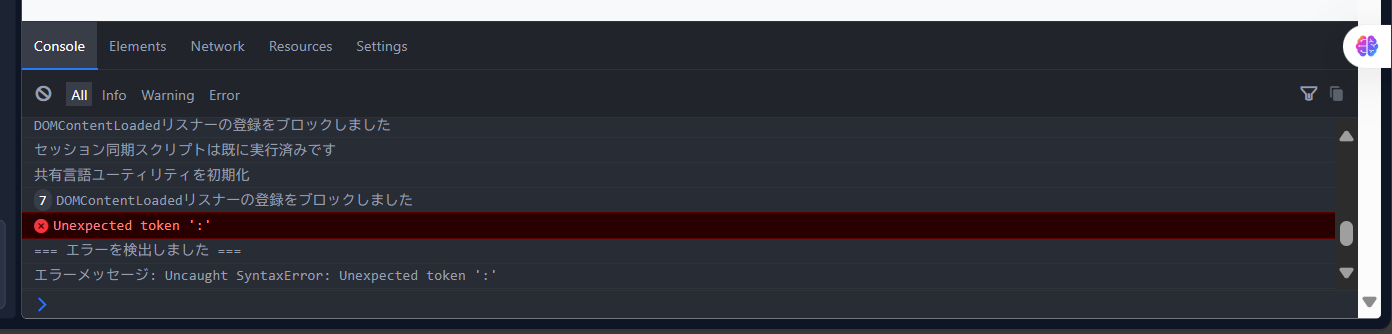 Console Elements Network Resources Settings
All Info Warning Error
DOMContentLoadedリスナーの登録をブロックしました
セッション同期スクリプトは既に実行済みです
共有言語ユーティリティを初期化
7 DOMContentLoadedリスナーの登録をブロックしました
Unexpected token ':'
=== エラーを検出しました ===
エラーメッセージ: Uncaught SyntaxError: Unexpected token ':'